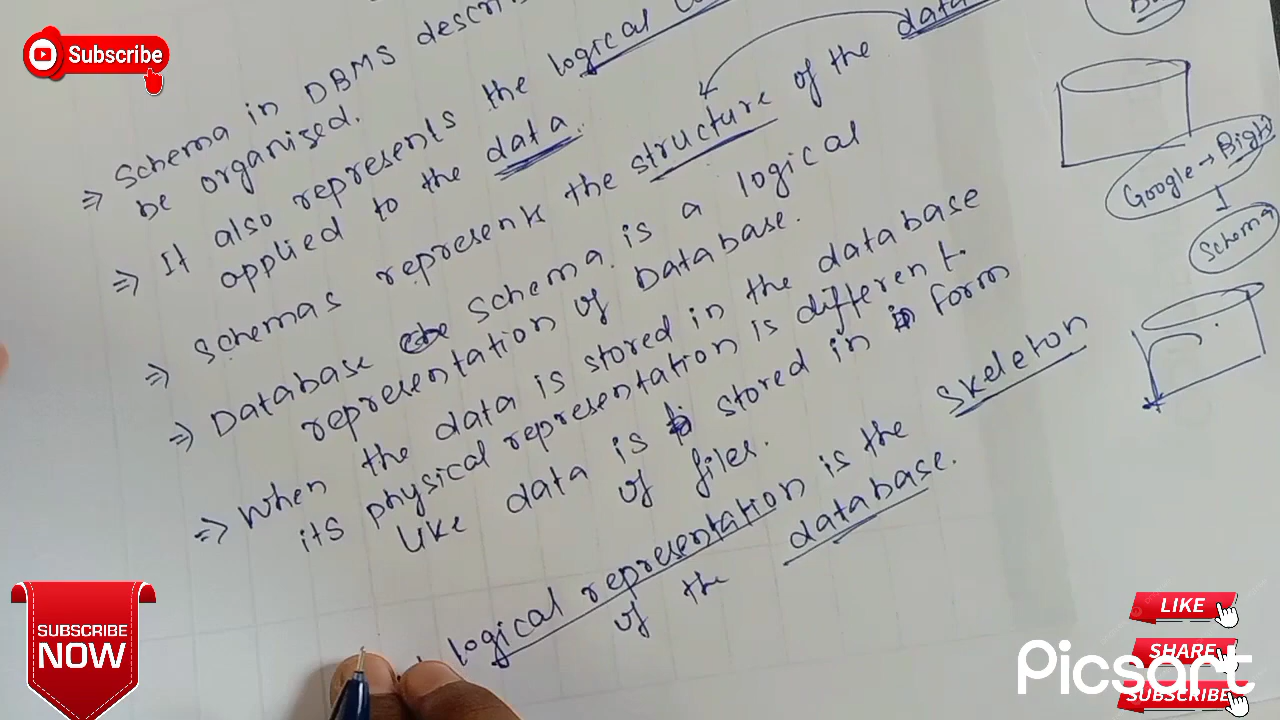 Subscribe
⇒ Schema in DBMS descri
be organised.
⇒ It also represents the logical
applied to the data.
⇒ Schemas represents the structure of the data
⇒ Database Schema is a logical
representation of Database.
⇒ When the data is stored in the database
its physical representation is different.
Like data is stored in form
of files.
logical representation is the Skeleton
of the database.
Google →
Schema
SUBSCRIBE
NOW
LIKE
SHARE
SUBSCRIBE
Picsart